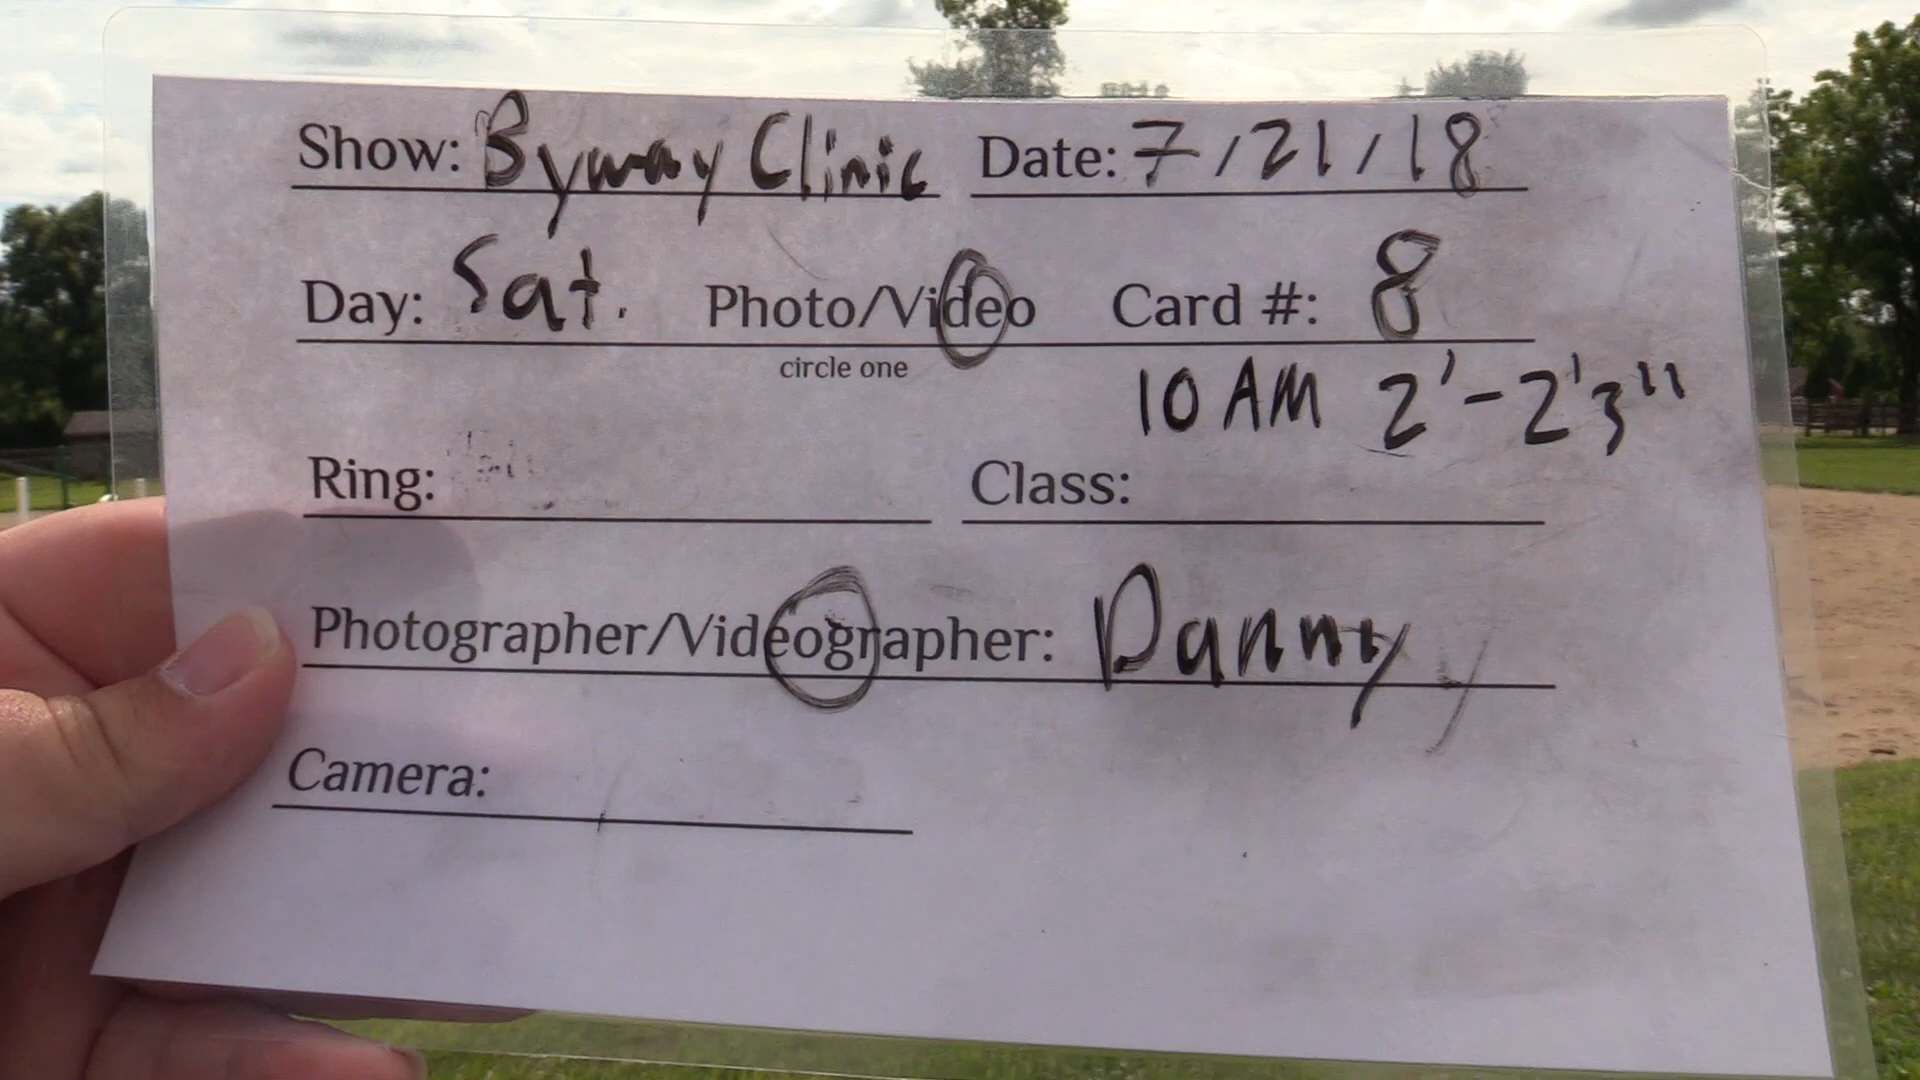 Show: Byway Clinic Date: 7/21/18
Day: Sat. Photo/Video Card #: 8
circle one
10 AM 2'-2'3"
Ring: Class:
Photographer/Videographer: Danny
Camera: